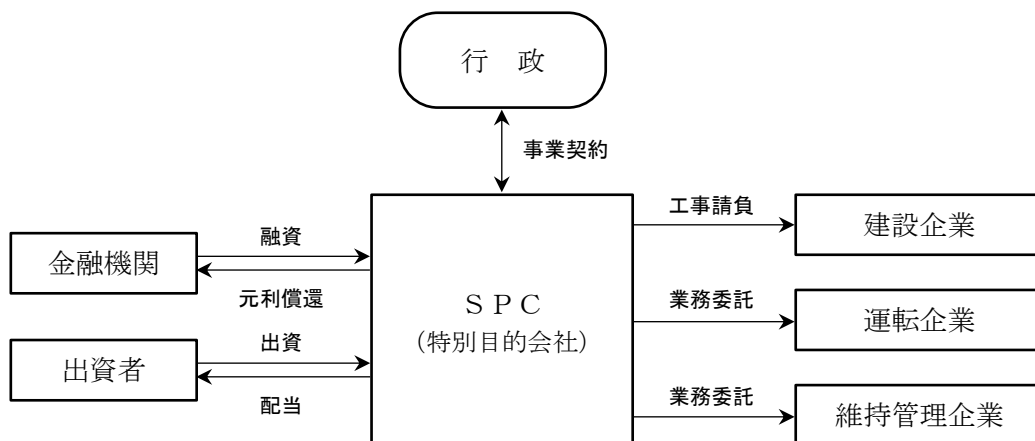 行　政
事業契約
工事請負
建設企業
融資
金融機関
元利償還
ＳＰＣ
（特別目的会社）
業務委託
運転企業
出資
出資者
配当
業務委託
維持管理企業